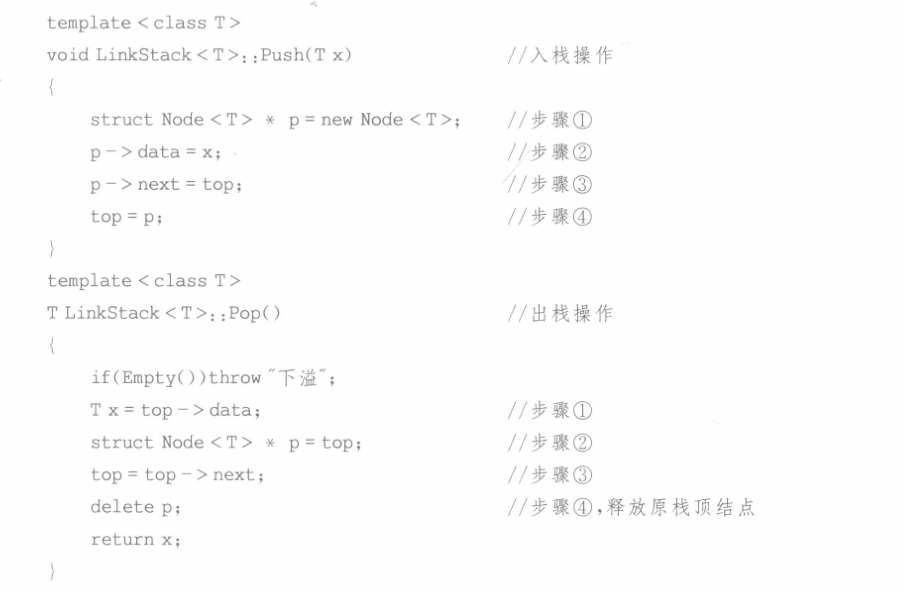 template <class T>
void LinkStack <T>::Push(T x) //入栈操作
{
struct Node <T> * p = new Node <T>; //步骤①
p -> data = x; //步骤②
p -> next = top; //步骤③
top = p; //步骤④
}
template <class T>
T LinkStack <T>::Pop() //出栈操作
{
if(Empty())throw "下溢";
T x = top -> data; //步骤①
struct Node <T> * p = top; //步骤②
top = top -> next; //步骤③
delete p; //步骤④,释放原栈顶结点
return x;
}